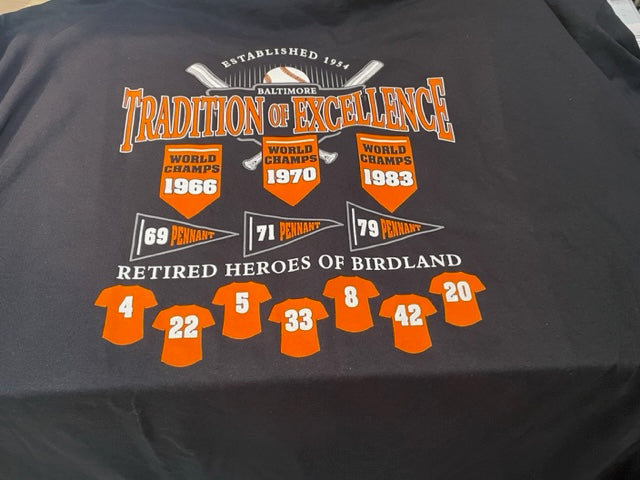 ESTABLISHED 1954
BALTIMORE
TRADITION OF EXCELLENCE
WORLD CHAMPS 1966
WORLD CHAMPS 1970
WORLD CHAMPS 1983
69 PENNANT
71 PENNANT
79 PENNANT
RETIRED HEROES OF BIRDLAND
4 22 5 33 8 42 20